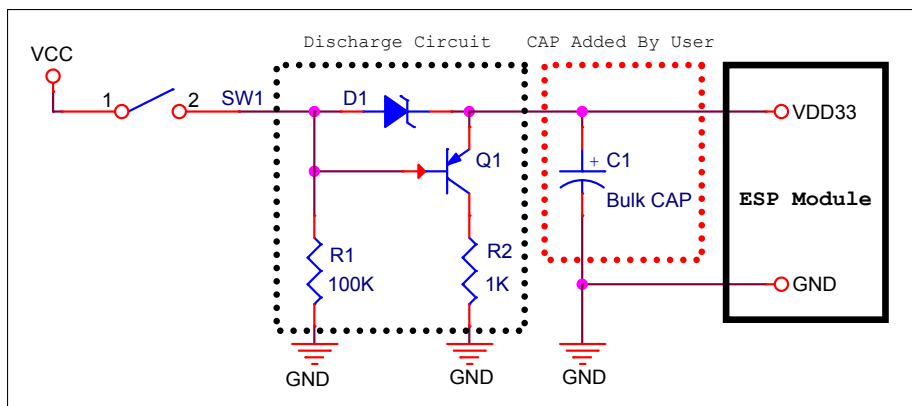 Discharge Circuit
CAP Added By User
VCC
1
2
SW1
D1
VDD33
Q1
+
C1
Bulk CAP
ESP Module
R1
100K
R2
1K
GND
GND
GND
GND